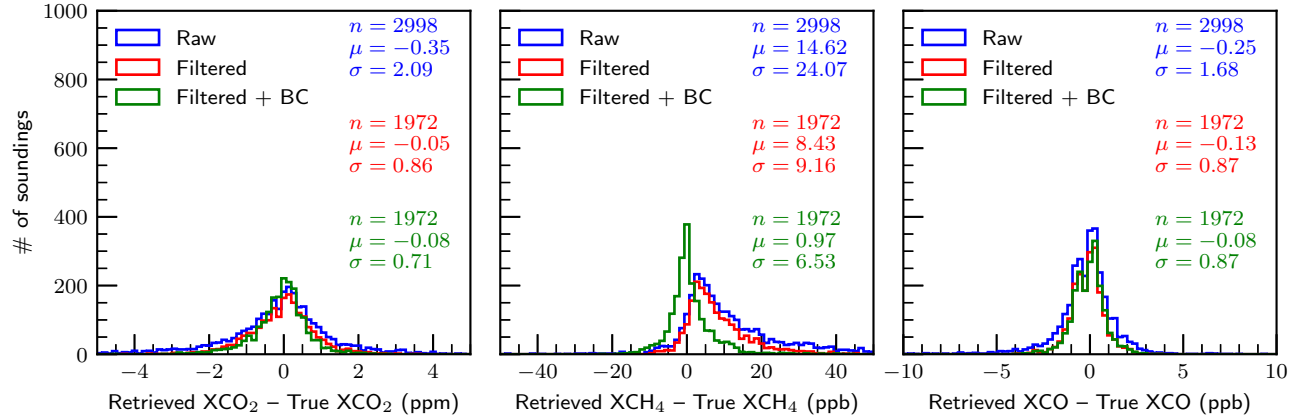 # of soundings
1000
800
600
400
200
0
Raw
Filtered
Filtered + BC
n = 2998
μ = −0.35
σ = 2.09
n = 1972
μ = −0.05
σ = 0.86
n = 1972
μ = −0.08
σ = 0.71
−4 −2 0 2 4
Retrieved XCO₂ – True XCO₂ (ppm)
Raw
Filtered
Filtered + BC
n = 2998
μ = 14.62
σ = 24.07
n = 1972
μ = 8.43
σ = 9.16
n = 1972
μ = 0.97
σ = 6.53
−40 −20 0 20 40
Retrieved XCH₄ – True XCH₄ (ppb)
Raw
Filtered
Filtered + BC
n = 2998
μ = −0.25
σ = 1.68
n = 1972
μ = −0.13
σ = 0.87
n = 1972
μ = −0.08
σ = 0.87
−10 −5 0 5 10
Retrieved XCO – True XCO (ppb)